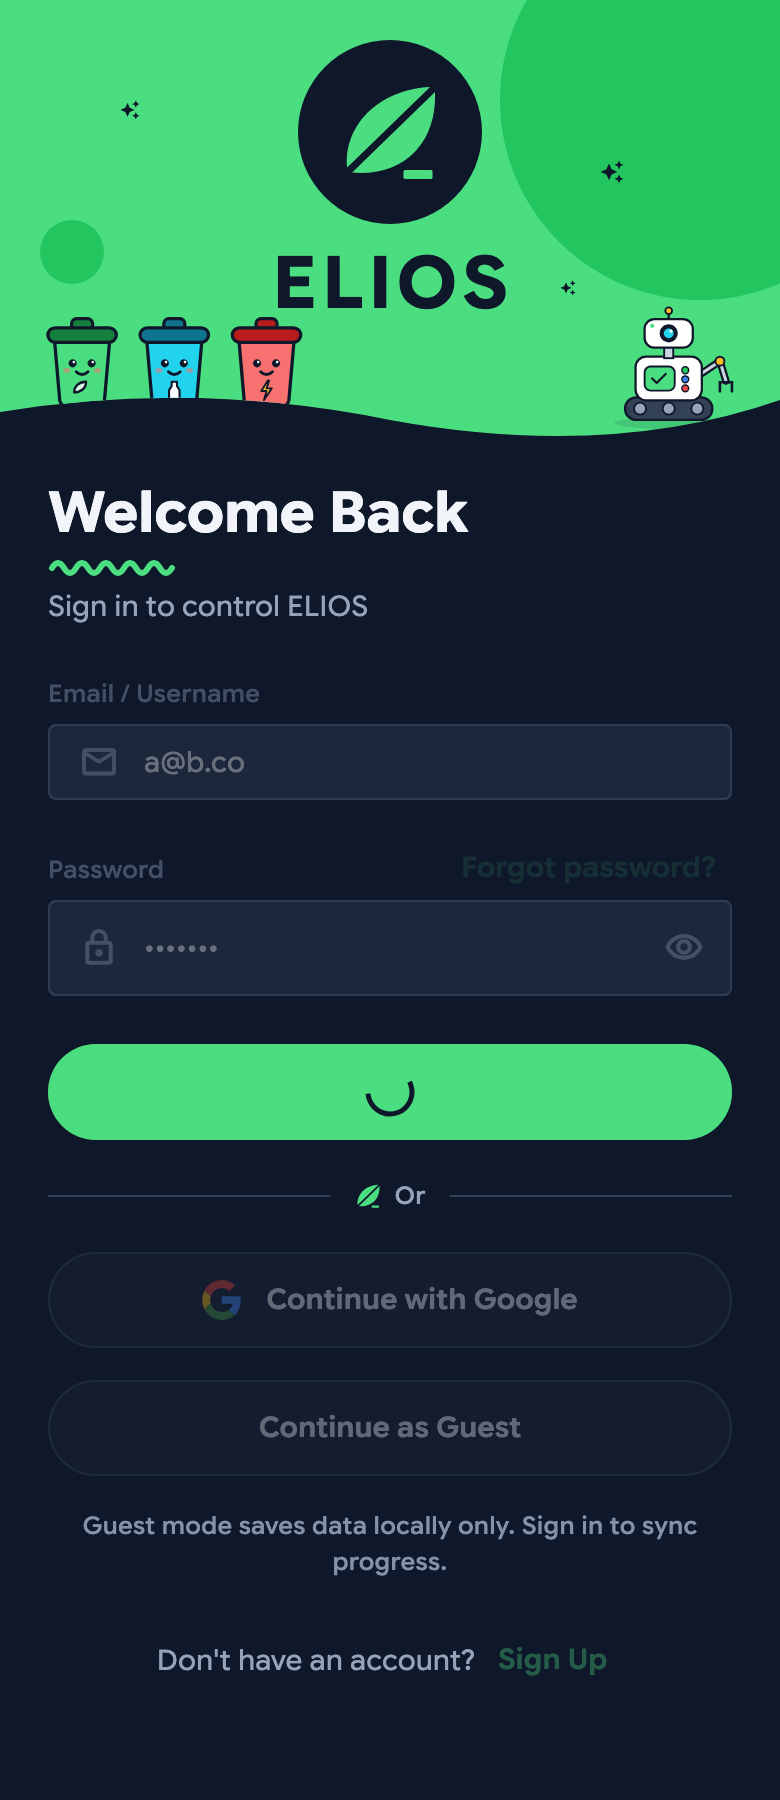 ELIOS
Welcome Back
Sign in to control ELIOS
Email / Username
a@b.co
Password
Forgot password?
•••••••
Or
Continue with Google
Continue as Guest
Guest mode saves data locally only. Sign in to sync
progress.
Don't have an account? Sign Up